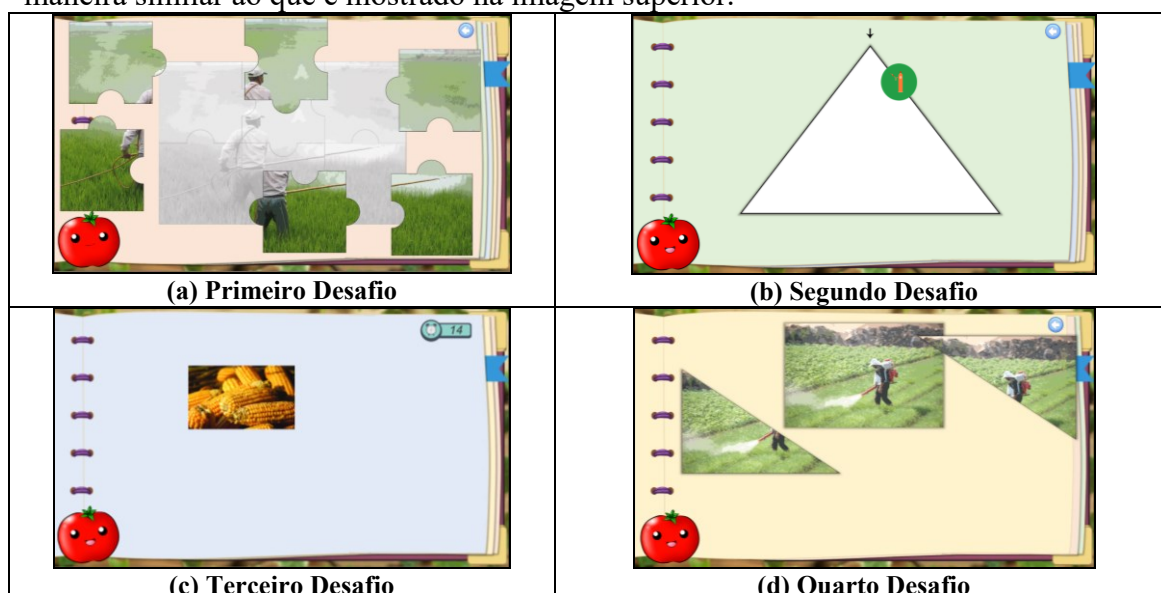 maneira similar ao que é mostrado na imagem superior.
(a) Primeiro Desafio
(b) Segundo Desafio
14
(c) Terceiro Desafio
(d) Quarto Desafio